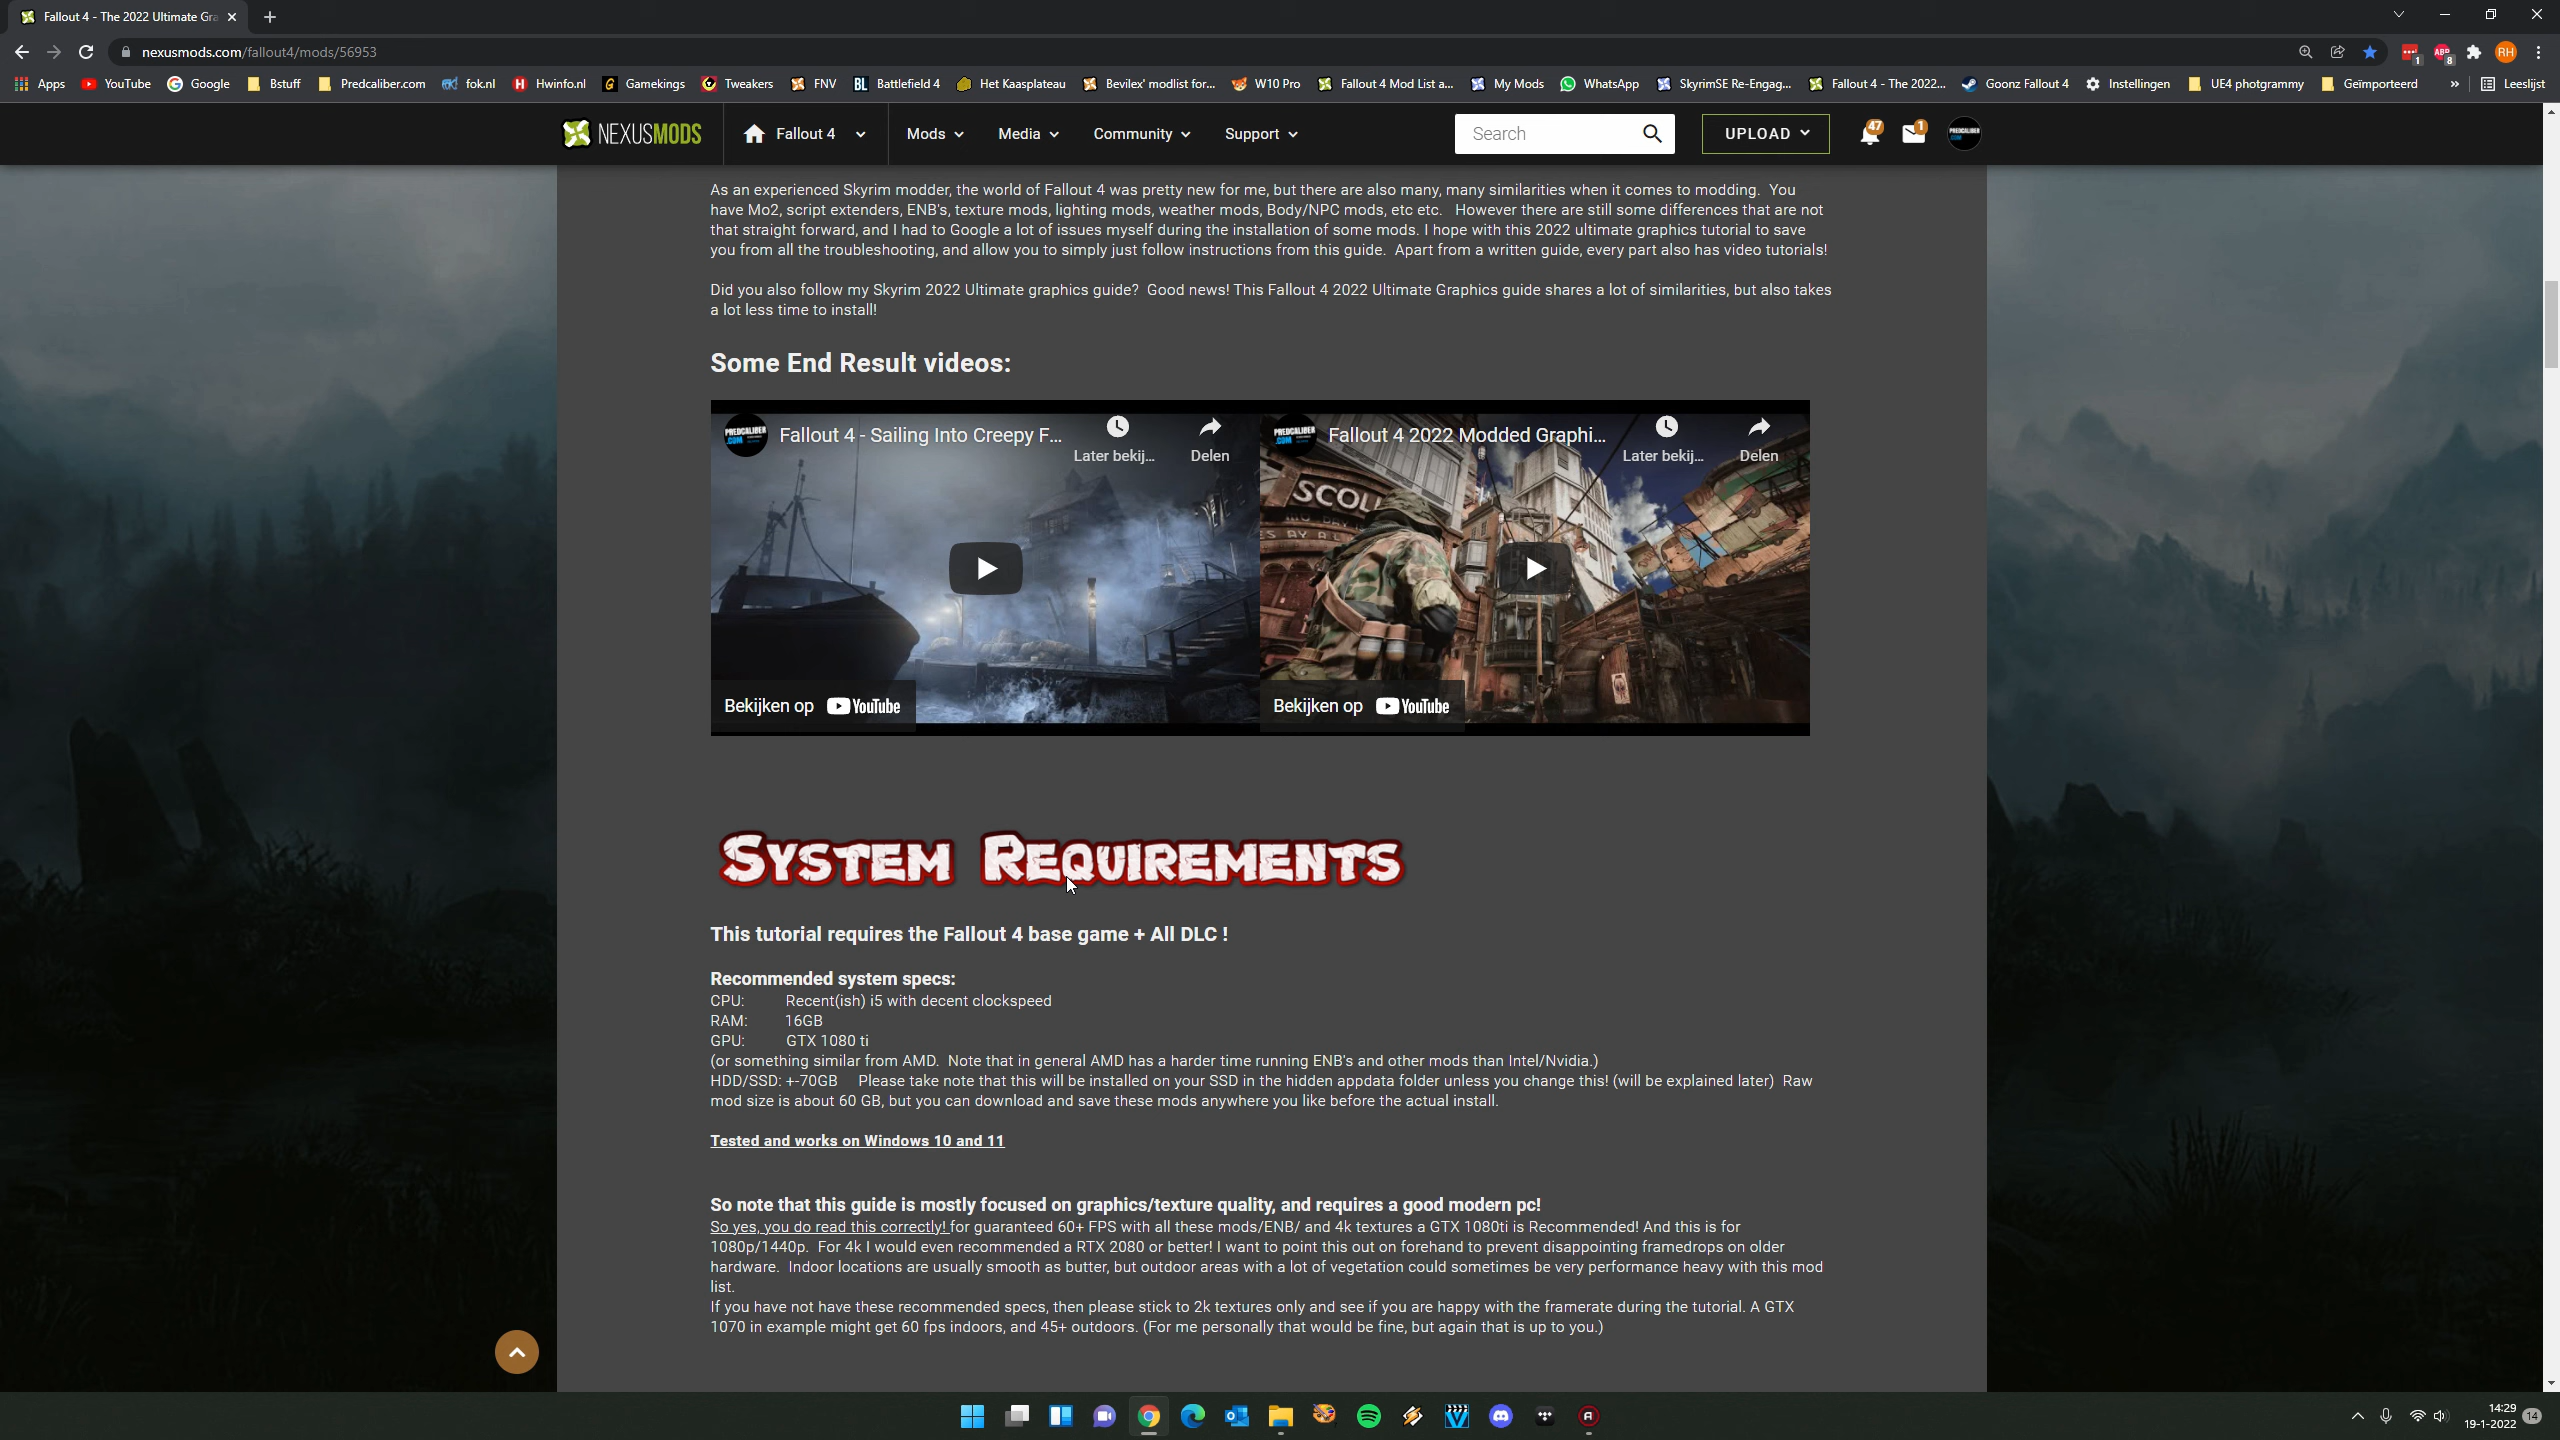 Fallout 4 - The 2022 Ultimate Gra
nexusmods.com/fallout4/mods/56953
Apps YouTube Google Bstuff Predcaliber.com fok.nl Hwinfo.nl Gamekings Tweakers FNV Battlefield 4 Het Kaasplateau Bevilex' modlist for... W10 Pro Fallout 4 Mod List a... My Mods WhatsApp SkyrimSE Re-Engag... Fallout 4 - The 2022... Goonz Fallout 4 Instellingen UE4 photgrammy Geïmporteerd » Leeslijst
NEXUSMODS Fallout 4 Mods Media Community Support Search UPLOAD 47 1
As an experienced Skyrim modder, the world of Fallout 4 was pretty new for me, but there are also many, many similarities when it comes to modding. You
have Mo2, script extenders, ENB's, texture mods, lighting mods, weather mods, Body/NPC mods, etc etc. However there are still some differences that are not
that straight forward, and I had to Google a lot of issues myself during the installation of some mods. I hope with this 2022 ultimate graphics tutorial to save
you from all the troubleshooting, and allow you to simply just follow instructions from this guide. Apart from a written guide, every part also has video tutorials!
Did you also follow my Skyrim 2022 Ultimate graphics guide? Good news! This Fallout 4 2022 Ultimate Graphics guide shares a lot of similarities, but also takes
a lot less time to install!
Some End Result videos:
PREDCALIBER .COM Fallout 4 - Sailing Into Creepy F... Later bekij... Delen
Bekijken op YouTube
PREDCALIBER .COM Fallout 4 2022 Modded Graphi... Later bekij... Delen
SCOLL
Bekijken op YouTube
SYSTEM REQUIREMENTS
This tutorial requires the Fallout 4 base game + All DLC !
Recommended system specs:
CPU: Recent(ish) i5 with decent clockspeed
RAM: 16GB
GPU: GTX 1080 ti
(or something similar from AMD. Note that in general AMD has a harder time running ENB's and other mods than Intel/Nvidia.)
HDD/SSD: +-70GB Please take note that this will be installed on your SSD in the hidden appdata folder unless you change this! (will be explained later) Raw
mod size is about 60 GB, but you can download and save these mods anywhere you like before the actual install.
Tested and works on Windows 10 and 11
So note that this guide is mostly focused on graphics/texture quality, and requires a good modern pc!
So yes, you do read this correctly! for guaranteed 60+ FPS with all these mods/ENB/ and 4k textures a GTX 1080ti is Recommended! And this is for
1080p/1440p. For 4k I would even recommended a RTX 2080 or better! I want to point this out on forehand to prevent disappointing framedrops on older
hardware. Indoor locations are usually smooth as butter, but outdoor areas with a lot of vegetation could sometimes be very performance heavy with this mod
list.
If you have not have these recommended specs, then please stick to 2k textures only and see if you are happy with the framerate during the tutorial. A GTX
1070 in example might get 60 fps indoors, and 45+ outdoors. (For me personally that would be fine, but again that is up to you.)
14:29
19-1-2022 14